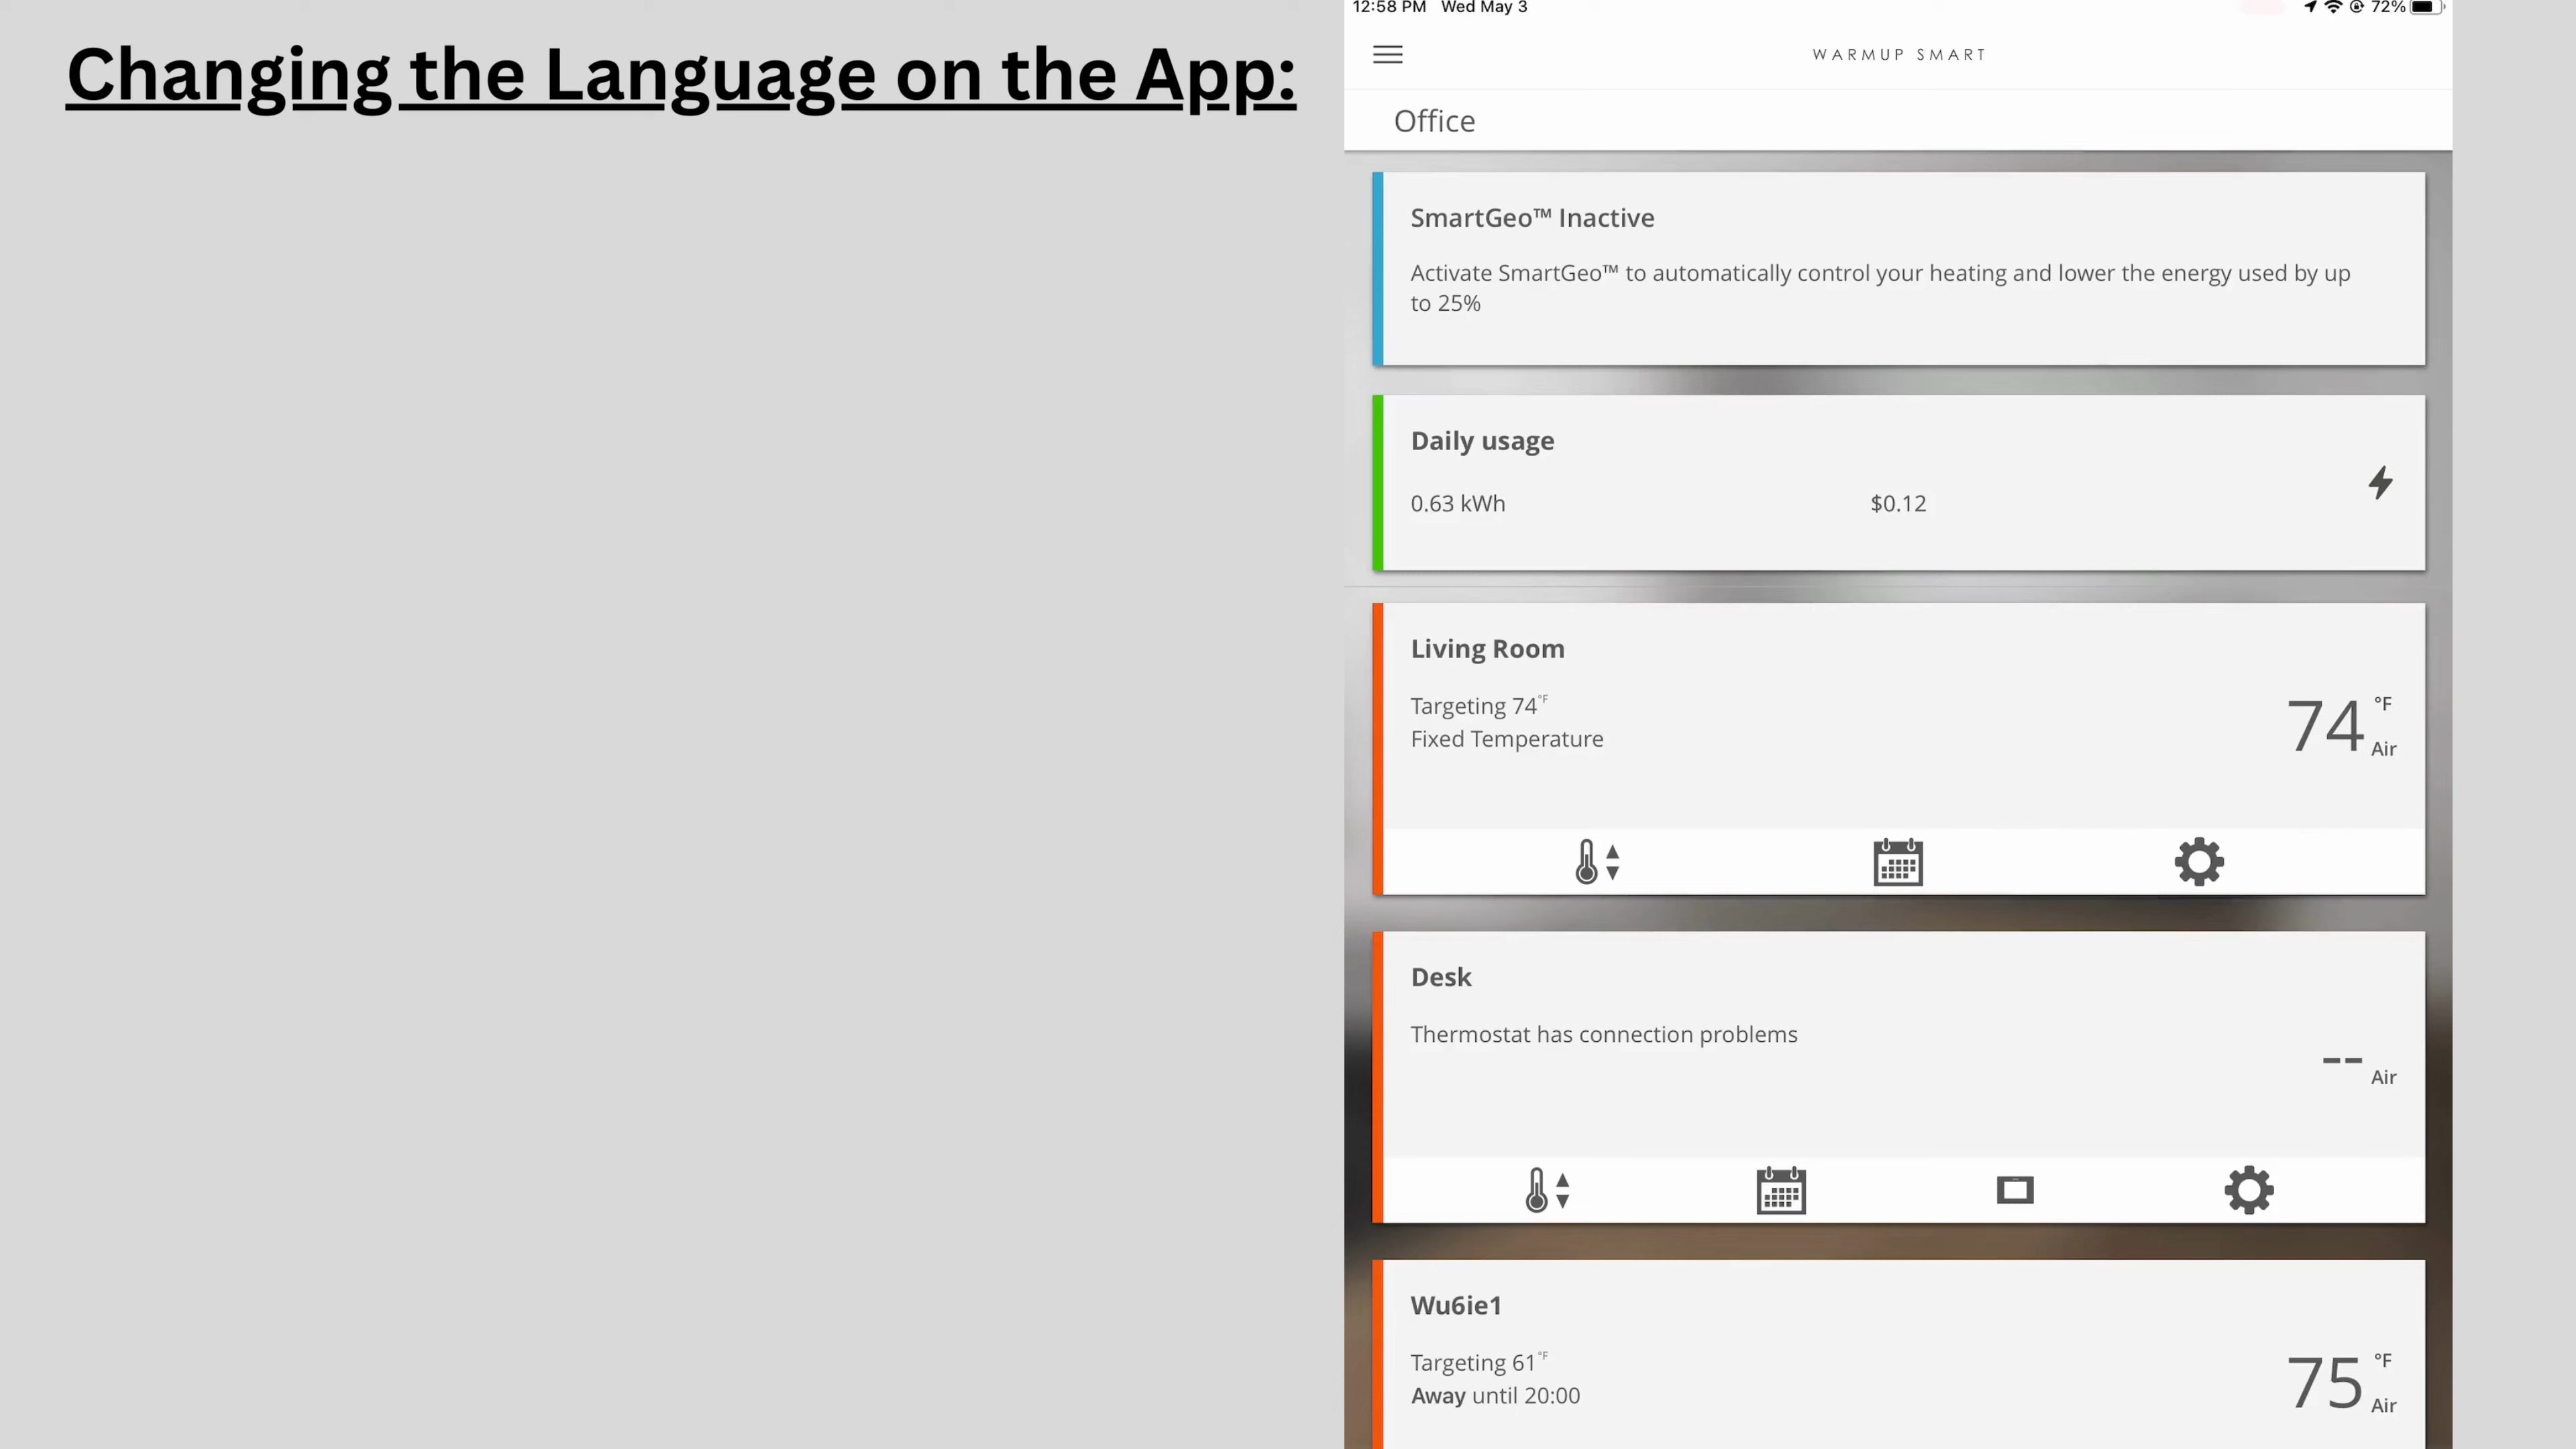 Changing the Language on the App:
12:58 PM Wed May 3
72%
WARMUP SMART
Office
SmartGeo™ Inactive
Activate SmartGeo™ to automatically control your heating and lower the energy used by up
to 25%
Daily usage
0.63 kWh
$0.12
Living Room
Targeting 74°F
Fixed Temperature
74 °F
Air
Desk
Thermostat has connection problems
--
Air
Wu6ie1
Targeting 61°F
Away until 20:00
75 °F
Air